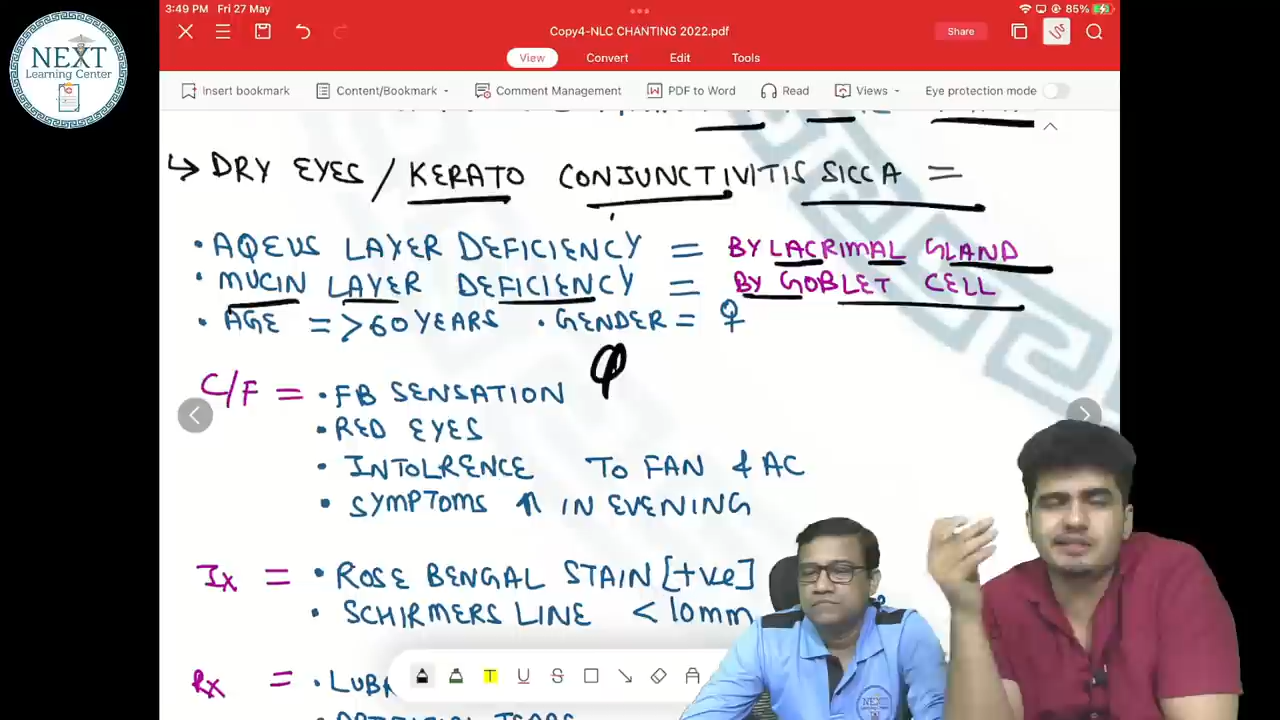 3:49 PM Fri 27 May
85%
NEXT
Learning Center
Copy4-NLC CHANTING 2022.pdf
Share
View Convert Edit Tools
Insert bookmark Content/Bookmark Comment Management PDF to Word Read Views Eye protection mode
↳ DRY EYES / KERATO CONJUNCTIVITIS SICCA =
• AQEUS LAYER DEFICIENCY = BY LACRIMAL GLAND
• MUCIN LAYER DEFICIENCY = BY GOBLET CELL
• AGE = >60 YEARS • GENDER = ♀
C/F = • FB SENSATION
• RED EYES
• INTOLRENCE TO FAN & AC
• SYMPTOMS ↑ IN EVENING
Ix = • ROSE BENGAL STAIN [+ve]
• SCHIRMERS LINE < 10mm
Rx = •
NEXT